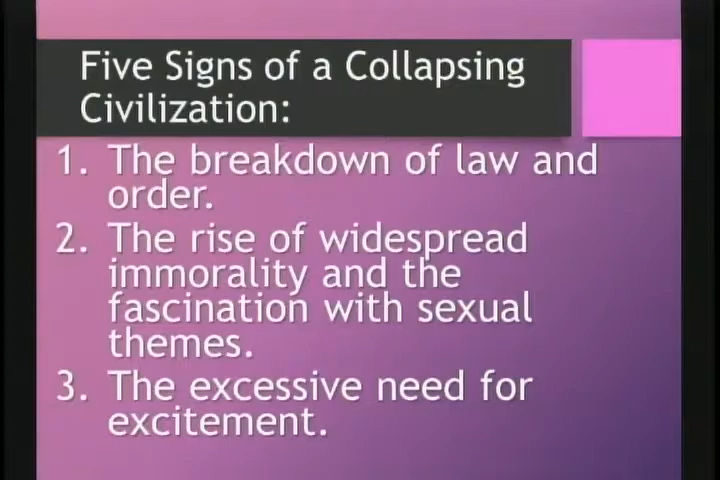 Five Signs of a Collapsing
Civilization:
1. The breakdown of law and
order.
2. The rise of widespread
immorality and the
fascination with sexual
themes.
3. The excessive need for
excitement.